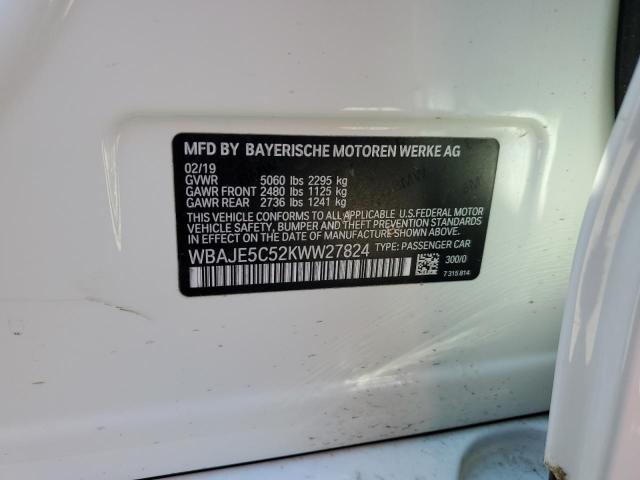 MFD BY BAYERISCHE MOTOREN WERKE AG
02/19
GVWR 5060 lbs 2295 kg
GAWR FRONT 2480 lbs 1125 kg
GAWR REAR 2736 lbs 1241 kg
THIS VEHICLE CONFORMS TO ALL APPLICABLE U.S.FEDERAL MOTOR
VEHICLE SAFETY, BUMPER, AND THEFT PREVENTION STANDARDS IN
EFFECT ON THE DATE OF MANUFACTURE SHOWN ABOVE.
WBAJE5C52KWW27824 TYPE: PASSENGER CAR
300/0
7 315 814